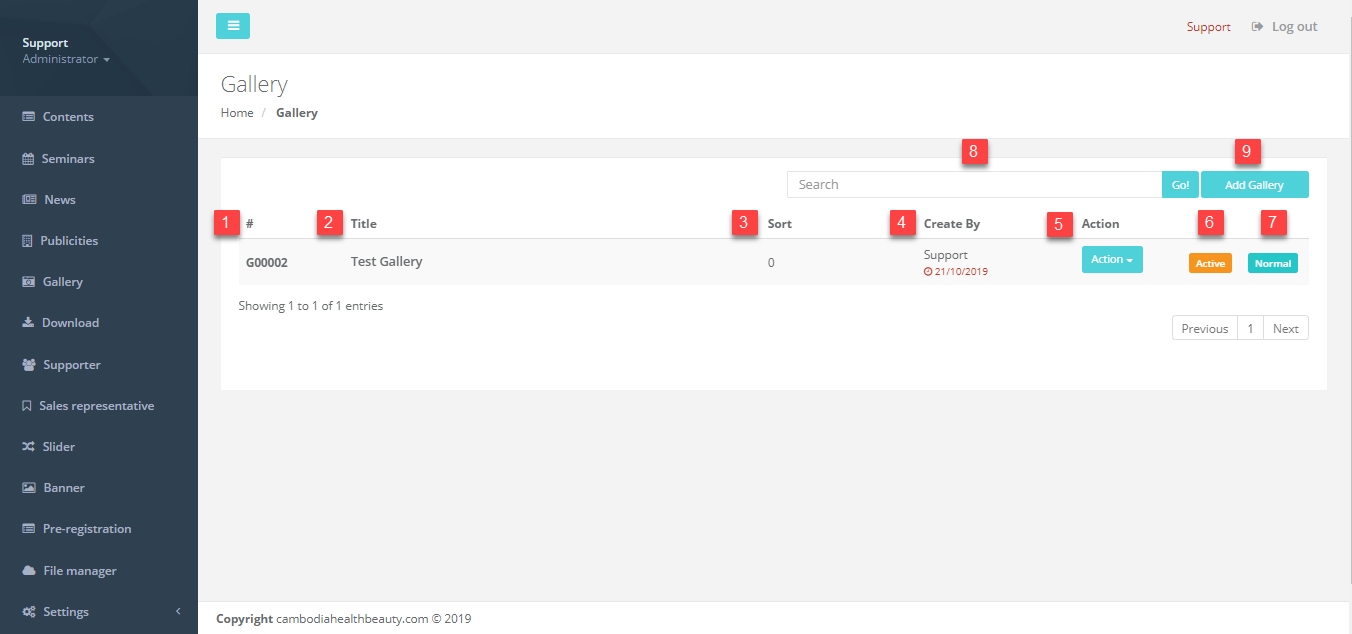 Support
Administrator
Contents
Seminars
News
Publicities
Gallery
Download
Supporter
Sales representative
Slider
Banner
Pre-registration
File manager
Settings
Support Log out
Gallery
Home / Gallery
8 9
Search Go! Add Gallery
1 # 2 Title 3 Sort 4 Create By 5 Action 6 7
G00002 Test Gallery 0 Support Action Active Normal
21/10/2019
Showing 1 to 1 of 1 entries
Previous 1 Next
Copyright cambodiahealthbeauty.com © 2019